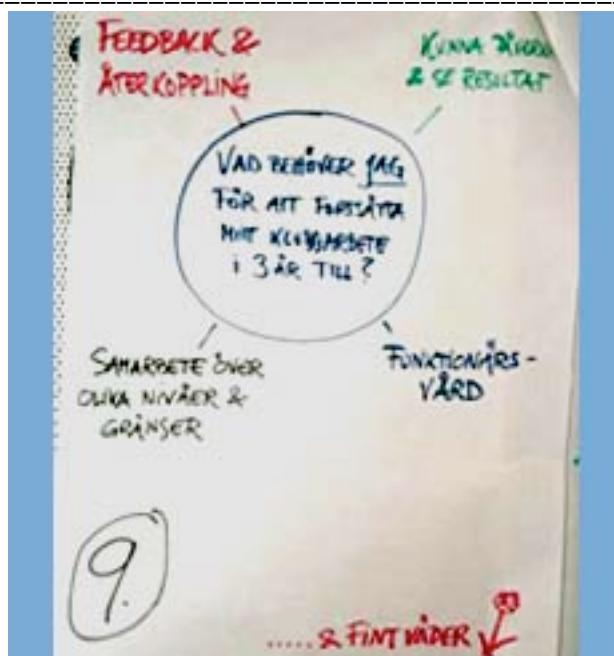 FEEDBACK &
ÅTERKOPPLING
KUNNA
& SE RESULTAT
VAD BEHÖVER JAG
FÖR ATT FORTSÄTTA
MITT KLUBBARBETE
i 3 ÅR TILL?
SAMARBETE ÖVER
OLIKA NIVÅER &
GRÄNSER
FUNKTIONÄRS-
VÅRD
9.
..... & FINT VÄDER